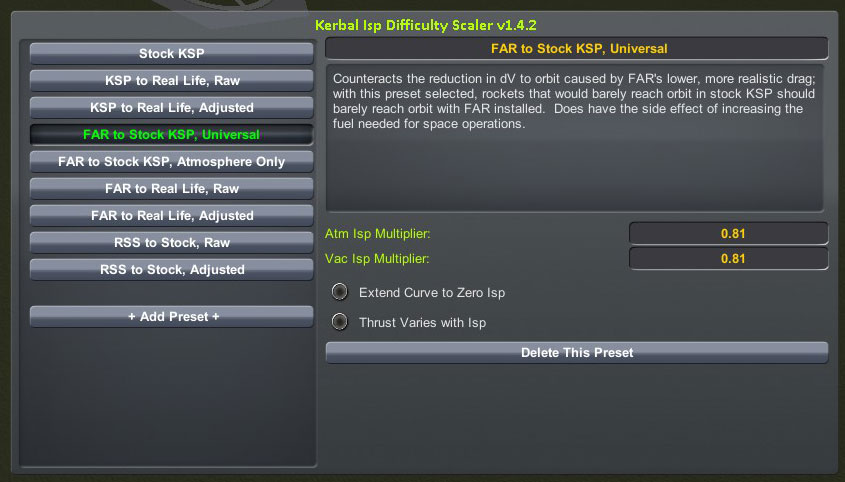 Kerbal Isp Difficulty Scaler v1.4.2
Stock KSP
KSP to Real Life, Raw
KSP to Real Life, Adjusted
FAR to Stock KSP, Universal
FAR to Stock KSP, Atmosphere Only
FAR to Real Life, Raw
FAR to Real Life, Adjusted
RSS to Stock, Raw
RSS to Stock, Adjusted
+ Add Preset +
FAR to Stock KSP, Universal
Counteracts the reduction in dV to orbit caused by FAR's lower, more realistic drag;
with this preset selected, rockets that would barely reach orbit in stock KSP should
barely reach orbit with FAR installed.  Does have the side effect of increasing the
fuel needed for space operations.
Atm Isp Multiplier: 0.81
Vac Isp Multiplier: 0.81
Extend Curve to Zero Isp
Thrust Varies with Isp
Delete This Preset